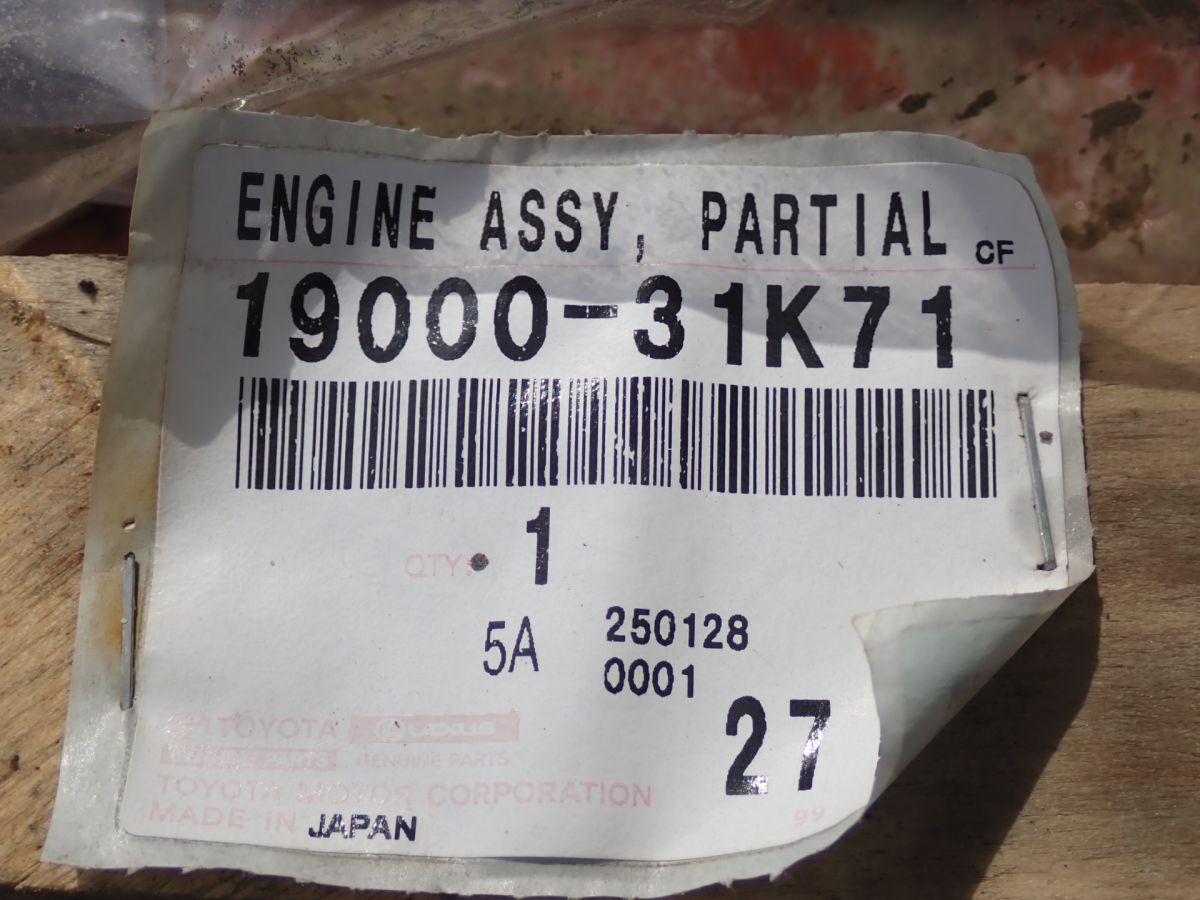 ENGINE ASSY, PARTIAL CF
19000-31K71
QTY: 1
5A 250128
0001
27
TOYOTA LEXUS
PARTS GENUINE PARTS
TOYOTA MOTOR CORPORATION
MADE IN JAPAN
99